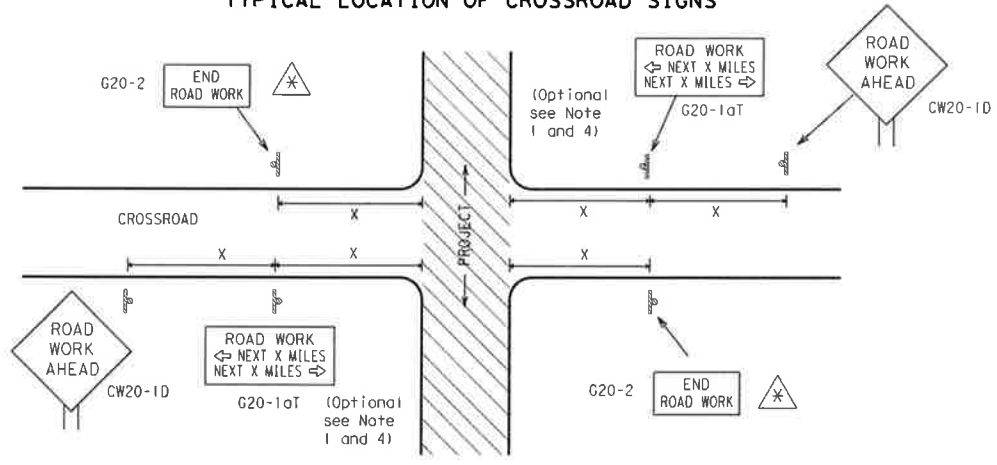 TYPICAL LOCATION OF CROSSROAD SIGNS
G20-2
END
ROAD WORK
*
(Optional
see Note
1 and 4)
ROAD WORK
⇦ NEXT X MILES
NEXT X MILES ⇨
G20-1aT
ROAD
WORK
AHEAD
CW20-1D
CROSSROAD
X
X
X
PROJECT
X
X
X
ROAD
WORK
AHEAD
CW20-1D
ROAD WORK
⇦ NEXT X MILES
NEXT X MILES ⇨
G20-1aT
(Optional
see Note
1 and 4)
G20-2
END
ROAD WORK
*